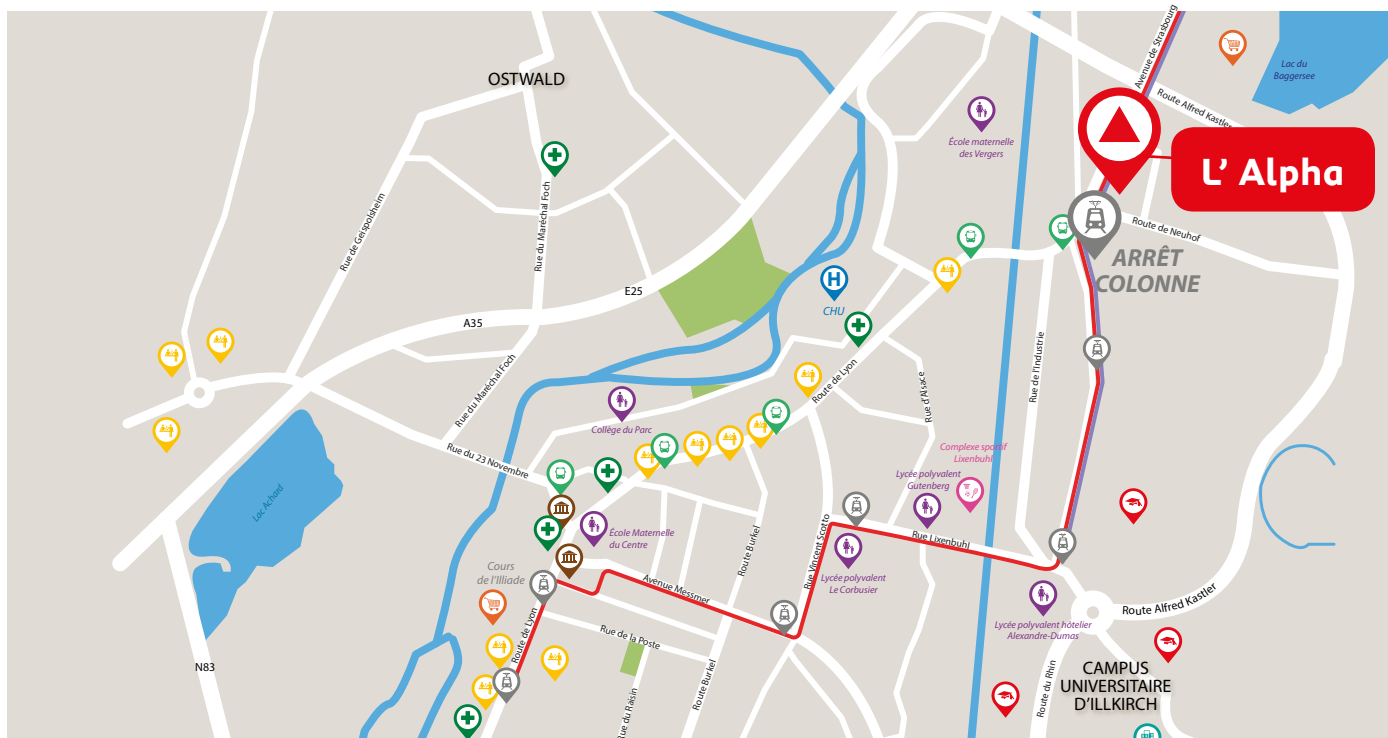 OSTWALD
Avenue de Strasbourg
Lac du
Baggersee
Route Alfred Kastler
École maternelle
des Vergers
L' Alpha
Rue de Geispolsheim
Rue du Maréchal Foch
Route de Neuhof
ARRÊT
COLONNE
E25
H
CHU
A35
Rue du Maréchal Foch
Route de Lyon
Rue d'Alsace
Rue de l'Industrie
Collège du Parc
Rue du 23 Novembre
Complexe sportif
Lixenbuhl
Lycée polyvalent
Gutenberg
Lac Achard
École Maternelle
du Centre
Route Burkel
Rue Vincent Scotto
Rue Lixenbuhl
Cours
de l'Illiade
Avenue Messmer
Lycée polyvalent
Le Corbusier
Route de Lyon
Rue de la Poste
Lycée polyvalent hôtelier
Alexandre-Dumas
Route Alfred Kastler
N83
Rue du Raisin
Route Burkel
Route du Rhin
CAMPUS
UNIVERSITAIRE
D'ILLKIRCH